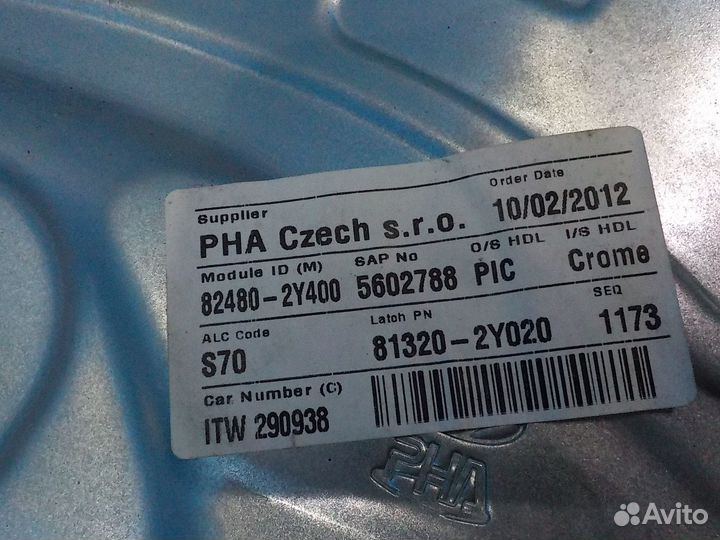 Supplier
Order Date
PHA Czech s.r.o.
10/02/2012
Module ID (M)
SAP No
O/S HDL
I/S HDL
82480-2Y400
5602788
PIC
Crome
ALC Code
Latch PN
SEQ
S70
81320-2Y020
1173
Car Number (C)
ITW 290938
PHA
Avito